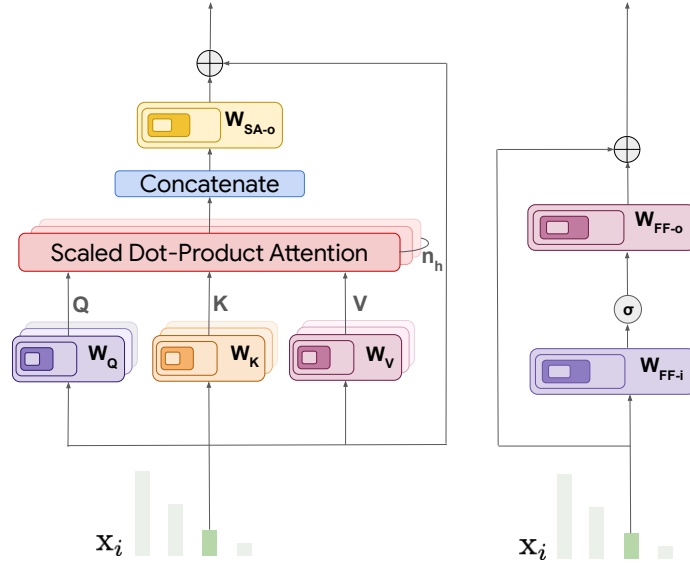 W_SA-o
Concatenate
Scaled Dot-Product Attention
n_h
Q
K
V
W_Q
W_K
W_V
x_i
W_FF-o
σ
W_FF-i
x_i